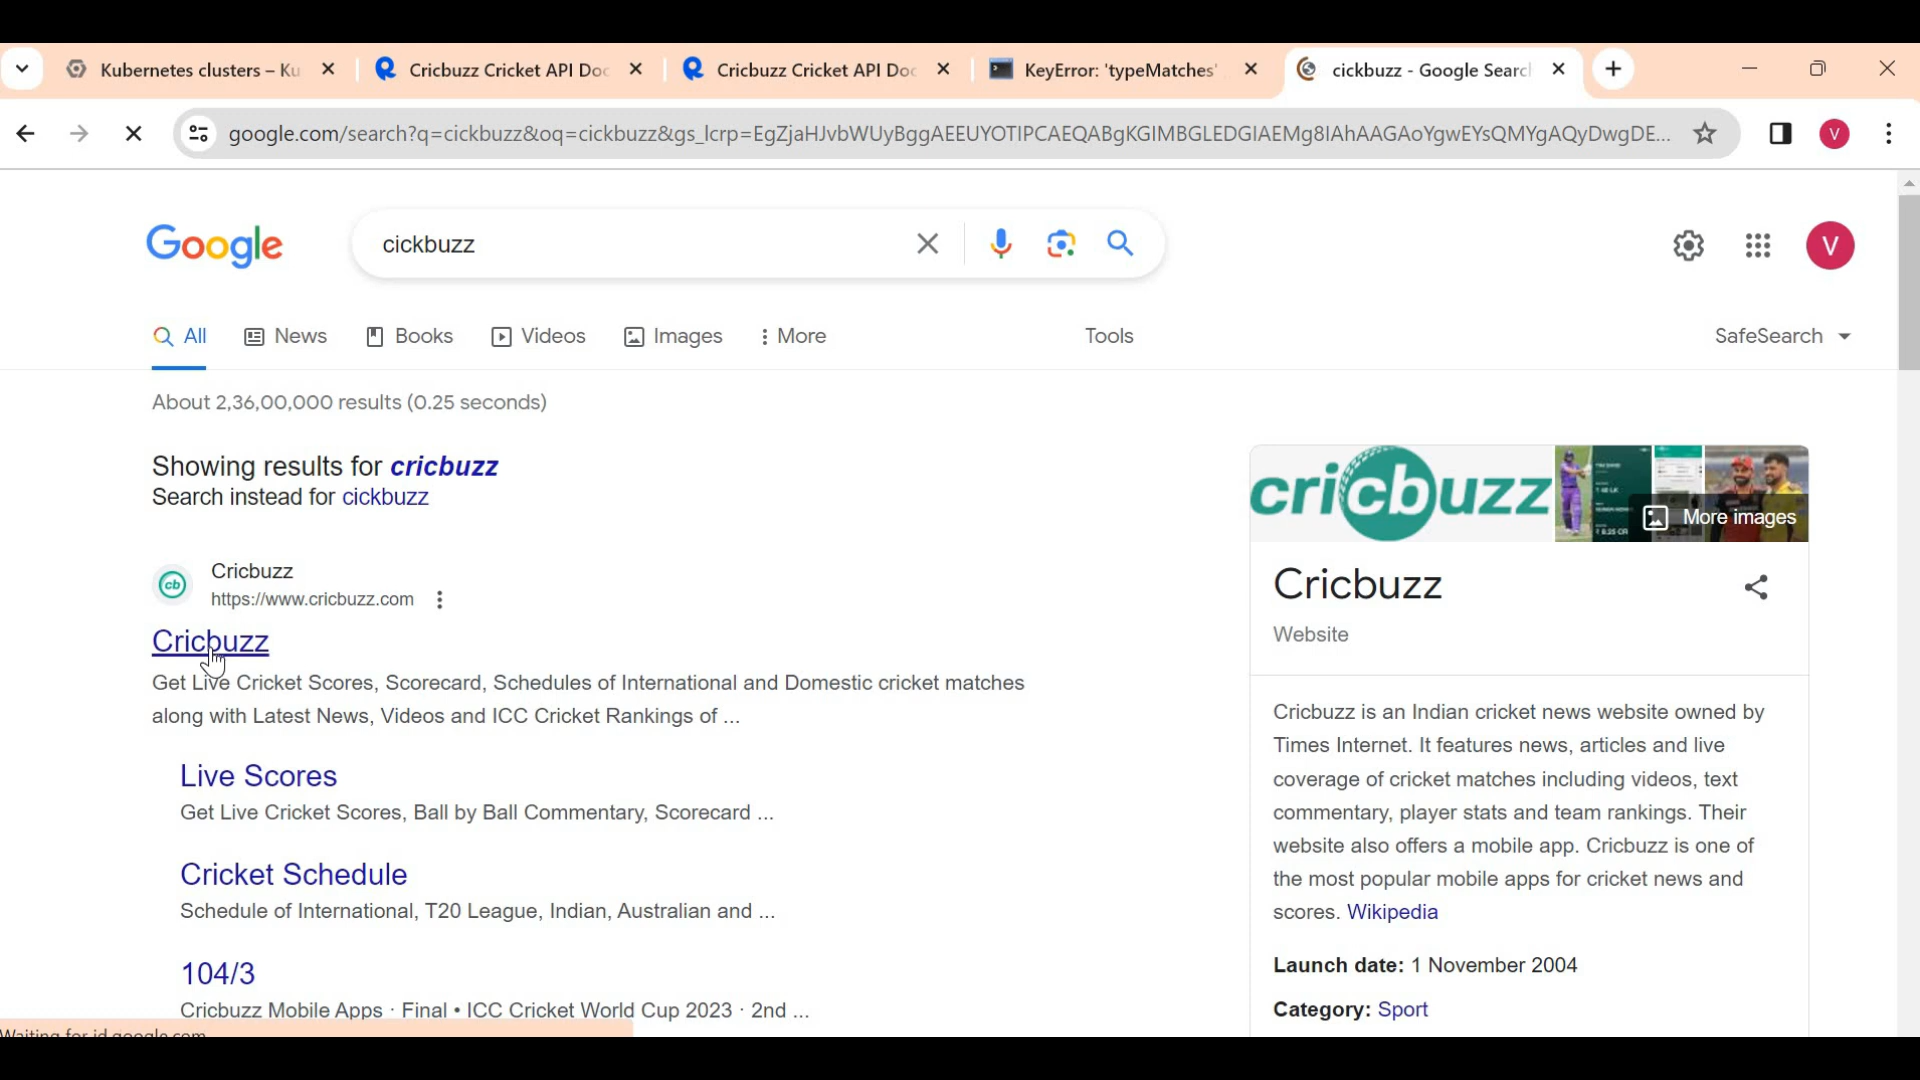 Kubernetes clusters – Ku
Cricbuzz Cricket API Doc
Cricbuzz Cricket API Doc
KeyError: 'typeMatches'
cickbuzz - Google Searc
google.com/search?q=cickbuzz&oq=cickbuzz&gs_lcrp=EgZjaHJvbWUyBggAEEUYOTIPCAEQABgKGIMBGLEDGIAEMg8IAhAAGAoYgwEYsQMYgAQyDwgDE...
V
Google
cickbuzz
V
All
News
Books
Videos
Images
More
Tools
SafeSearch
About 2,36,00,000 results (0.25 seconds)
Showing results for cricbuzz
Search instead for cickbuzz
cb
Cricbuzz
https://www.cricbuzz.com
Cricbuzz
Get Live Cricket Scores, Scorecard, Schedules of International and Domestic cricket matches
along with Latest News, Videos and ICC Cricket Rankings of ...
Live Scores
Get Live Cricket Scores, Ball by Ball Commentary, Scorecard ...
Cricket Schedule
Schedule of International, T20 League, Indian, Australian and ...
104/3
Cricbuzz Mobile Apps · Final • ICC Cricket World Cup 2023 · 2nd ...
Waiting for id.google.com
cricbuzz
More images
Cricbuzz
Website
Cricbuzz is an Indian cricket news website owned by
Times Internet. It features news, articles and live
coverage of cricket matches including videos, text
commentary, player stats and team rankings. Their
website also offers a mobile app. Cricbuzz is one of
the most popular mobile apps for cricket news and
scores. Wikipedia
Launch date: 1 November 2004
Category: Sport